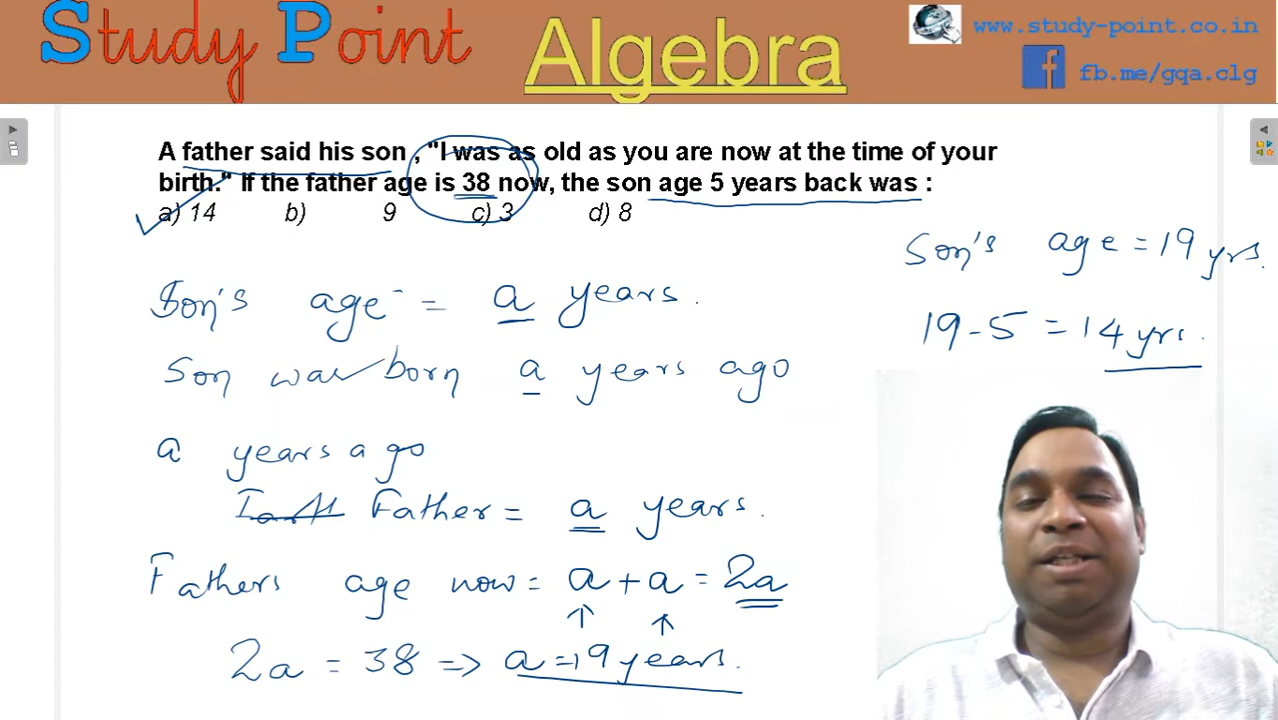 Study Point
Algebra
www.study-point.co.in
fb.me/gqa.clg
A father said his son , "I was as old as you are now at the time of your
birth." If the father age is 38 now, the son age 5 years back was :
a) 14 b) 9 c) 3 d) 8
Son's age = a years.
Son was born a years ago
a years ago
Father = a years.
Fathers age now = a + a = 2a
2a = 38 => a = 19 years.
Son's age = 19 yrs.
19 - 5 = 14 yrs.